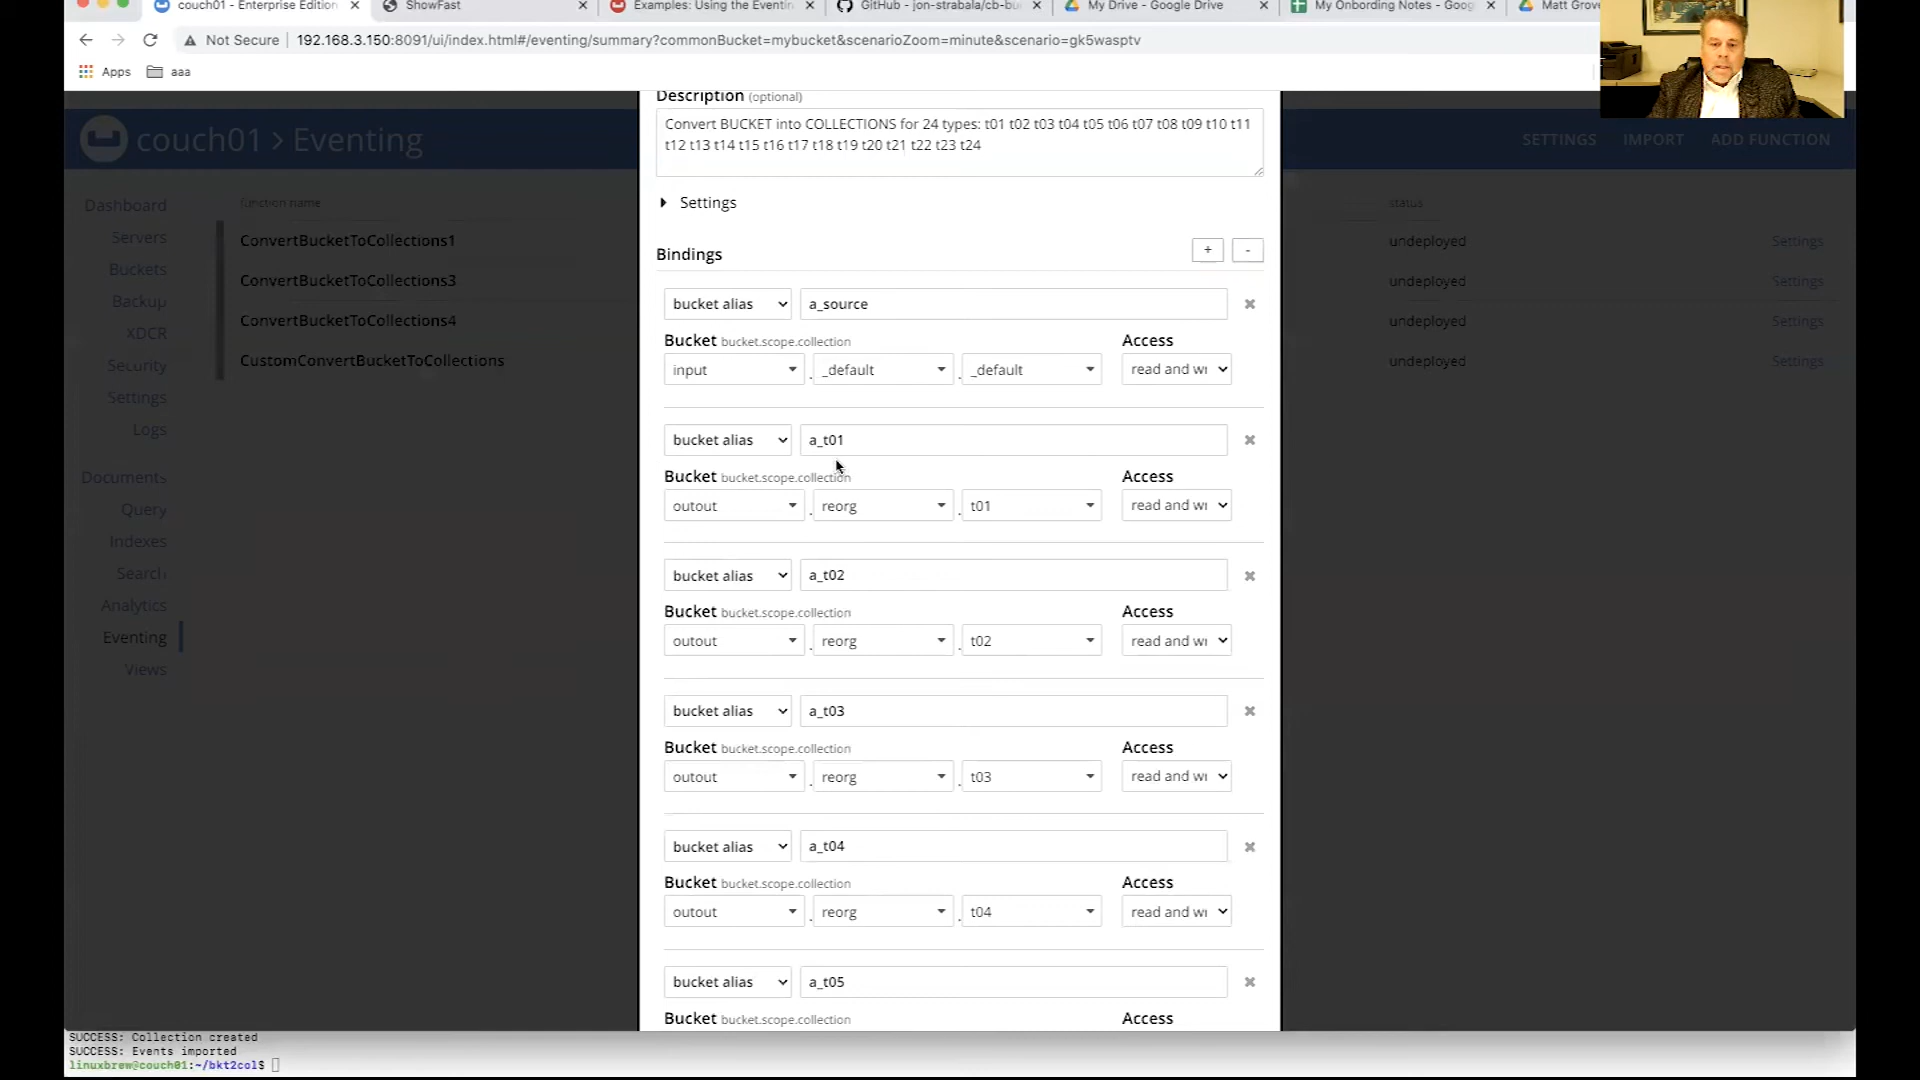 couch01 - Enterprise Edition
ShowFast
Examples: Using the Eventin
GitHub - jon-strabala/cb-bu
My Drive - Google Drive
My Onbording Notes - Goog
Matt Grove
Not Secure
192.168.3.150:8091/ui/index.html#/eventing/summary?commonBucket=mybucket&scenarioZoom=minute&scenario=gk5wasptv
Apps
aaa
couch01 > Eventing
SETTINGS
IMPORT
ADD FUNCTION
Dashboard
Servers
Buckets
Backup
XDCR
Security
Settings
Logs
Documents
Query
Indexes
Search
Analytics
Eventing
Views
function name
status
ConvertBucketToCollections1
undeployed
Settings
ConvertBucketToCollections3
undeployed
Settings
ConvertBucketToCollections4
undeployed
Settings
CustomConvertBucketToCollections
undeployed
Settings
Description (optional)
Convert BUCKET into COLLECTIONS for 24 types: t01 t02 t03 t04 t05 t06 t07 t08 t09 t10 t11
t12 t13 t14 t15 t16 t17 t18 t19 t20 t21 t22 t23 t24
Settings
Bindings
+ -
bucket alias a_source
Bucket bucket.scope.collection Access
input . _default . _default read and wr
bucket alias a_t01
Bucket bucket.scope.collection Access
outout . reorg . t01 read and wr
bucket alias a_t02
Bucket bucket.scope.collection Access
outout . reorg . t02 read and wr
bucket alias a_t03
Bucket bucket.scope.collection Access
outout . reorg . t03 read and wr
bucket alias a_t04
Bucket bucket.scope.collection Access
outout . reorg . t04 read and wr
bucket alias a_t05
Bucket bucket.scope.collection Access
SUCCESS: Collection created
SUCCESS: Events imported
linuxbrew@couch01:~/bkt2col$